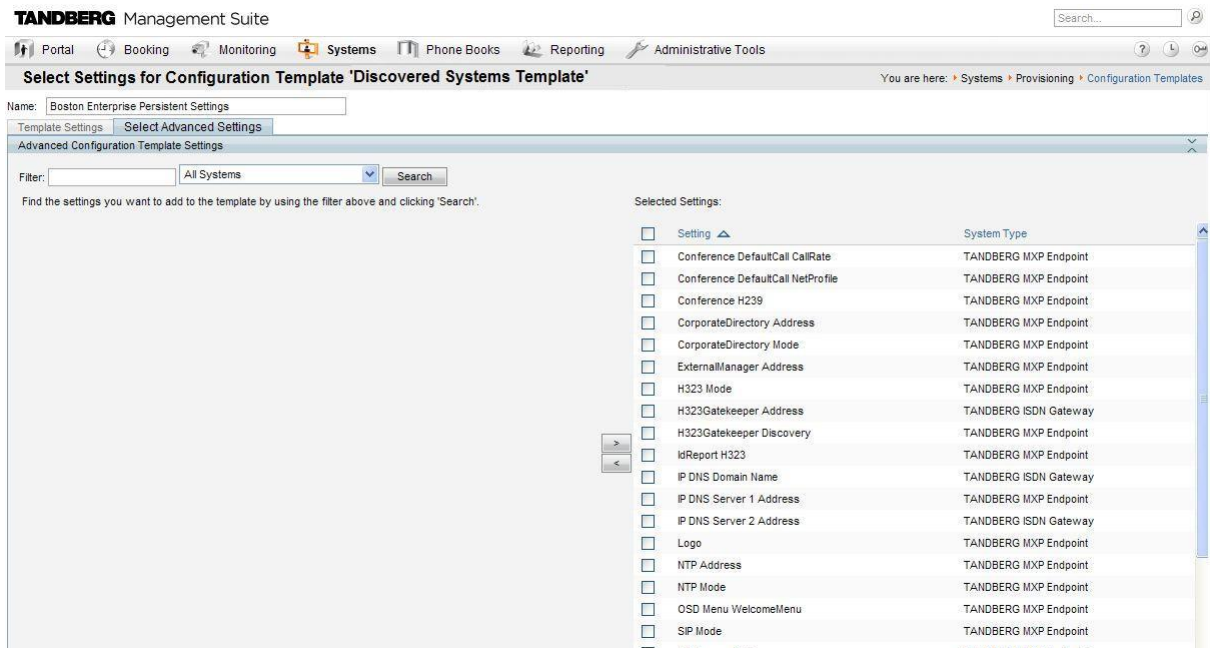 TANDBERG Management Suite
Search...
Portal Booking Monitoring Systems Phone Books Reporting Administrative Tools
Select Settings for Configuration Template 'Discovered Systems Template'
You are here: Systems Provisioning Configuration Templates
Name: Boston Enterprise Persistent Settings
Template Settings Select Advanced Settings
Advanced Configuration Template Settings
Filter: All Systems Search
Find the settings you want to add to the template by using the filter above and clicking 'Search'.
Selected Settings:
Setting System Type
Conference DefaultCall CallRate TANDBERG MXP Endpoint
Conference DefaultCall NetProfile TANDBERG MXP Endpoint
Conference H239 TANDBERG MXP Endpoint
CorporateDirectory Address TANDBERG MXP Endpoint
CorporateDirectory Mode TANDBERG MXP Endpoint
ExternalManager Address TANDBERG MXP Endpoint
H323 Mode TANDBERG MXP Endpoint
H323Gatekeeper Address TANDBERG ISDN Gateway
H323Gatekeeper Discovery TANDBERG MXP Endpoint
> 
IdReport H323 TANDBERG MXP Endpoint
<
IP DNS Domain Name TANDBERG ISDN Gateway
IP DNS Server 1 Address TANDBERG MXP Endpoint
IP DNS Server 2 Address TANDBERG ISDN Gateway
Logo TANDBERG MXP Endpoint
NTP Address TANDBERG MXP Endpoint
NTP Mode TANDBERG MXP Endpoint
OSD Menu WelcomeMenu TANDBERG MXP Endpoint
SIP Mode TANDBERG MXP Endpoint